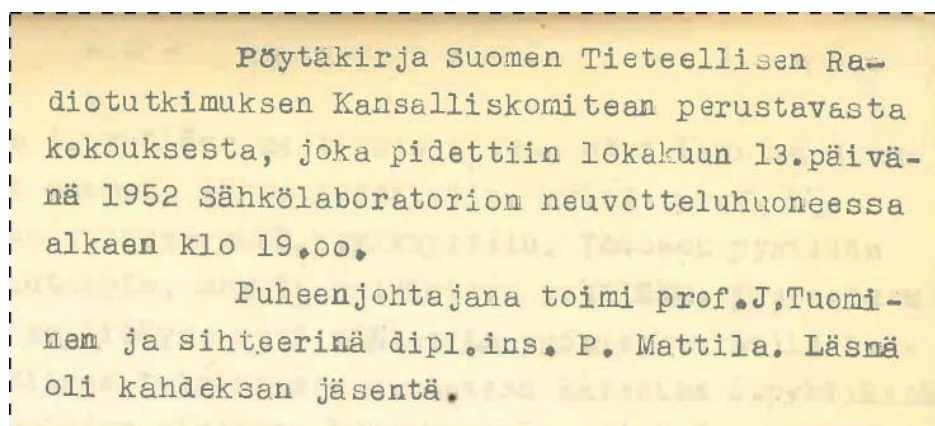 Pöytäkirja Suomen Tieteellisen Ra-
diotutkimuksen Kansalliskomitean perustavasta
kokouksesta, joka pidettiin lokakuun 13.päivä-
nä 1952 Sähkölaboratorion neuvotteluhuoneessa
alkaen klo 19.oo.
Puheenjohtajana toimi prof.J.Tuomi-
nen ja sihteerinä dipl.ins. P. Mattila. Läsnä
oli kahdeksan jäsentä.